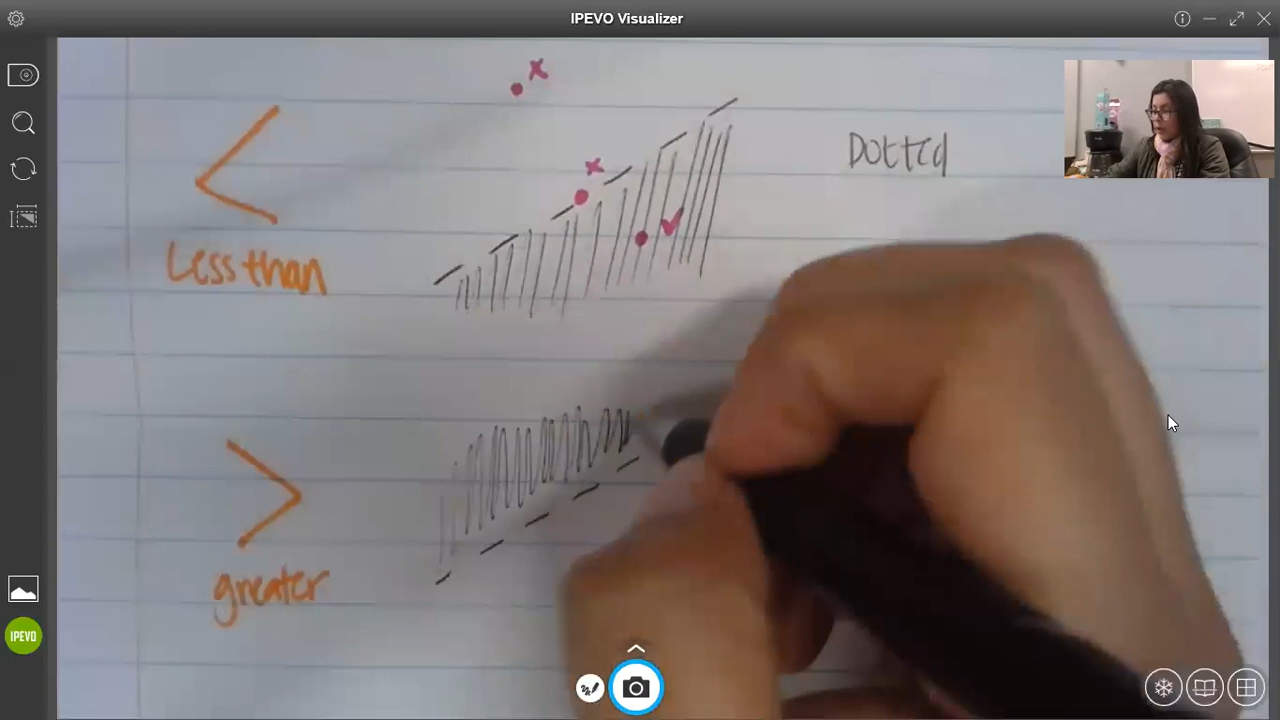 IPEVO Visualizer
<
Less than
Dotted
>
greater
IPEVO